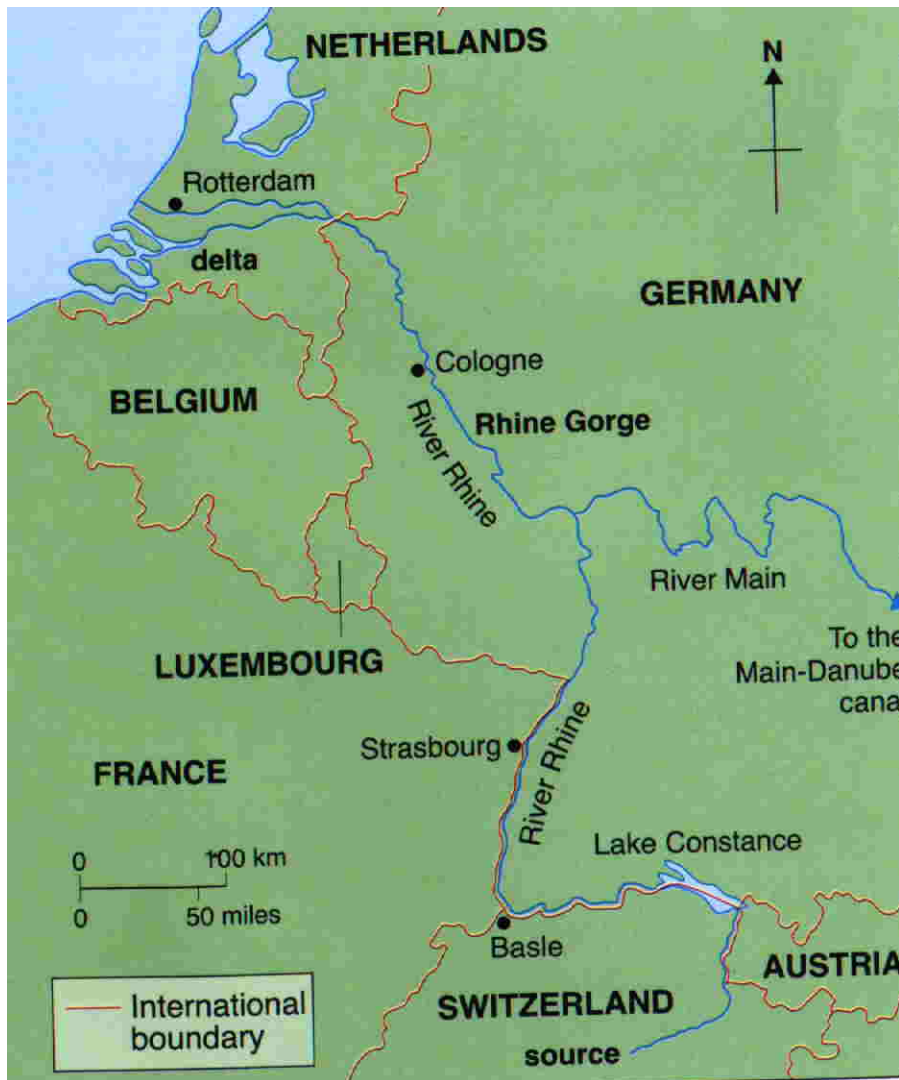 NETHERLANDS
N
Rotterdam
delta
GERMANY
Cologne
BELGIUM
Rhine Gorge
River Rhine
River Main
To the
Main-Danube
cana
LUXEMBOURG
Strasbourg
River Rhine
FRANCE
Lake Constance
0 100 km
0 50 miles
Basle
AUSTRIA
SWITZERLAND
source
International
boundary